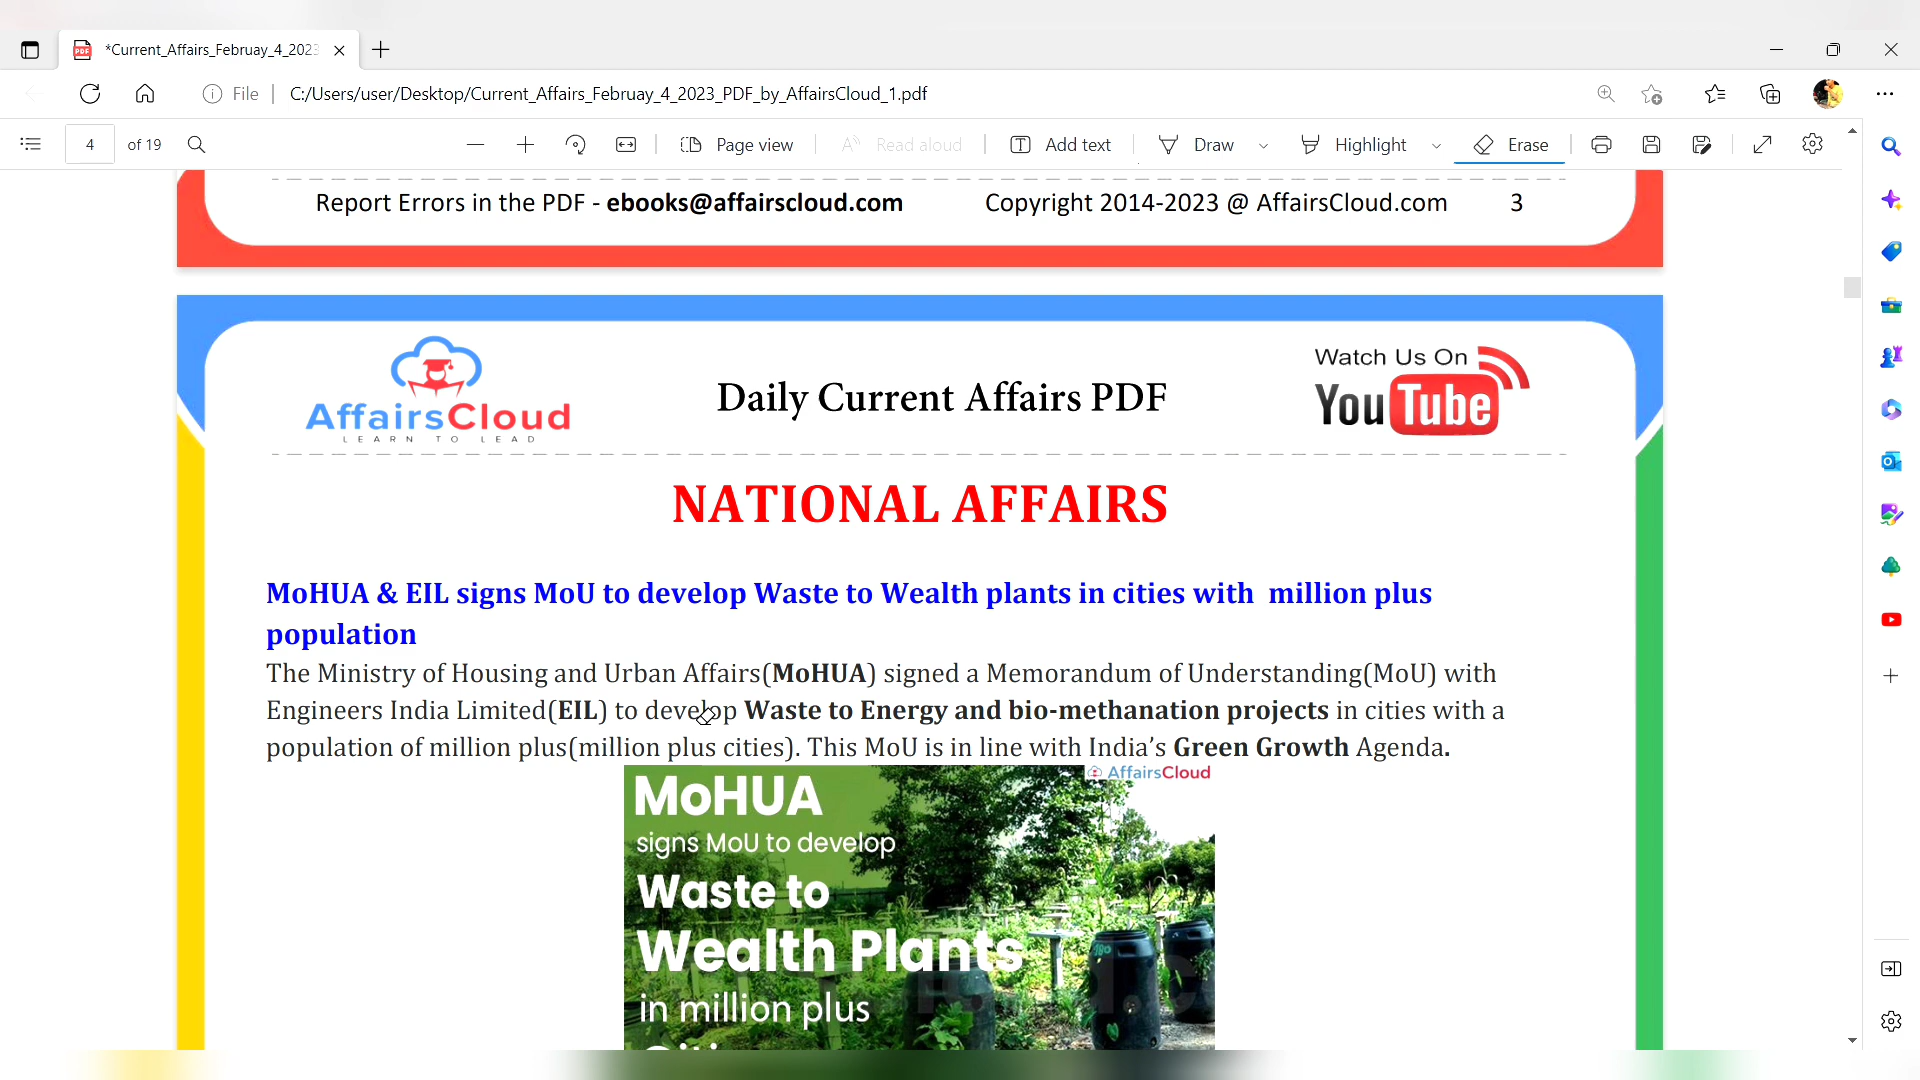 *Current_Affairs_Februay_4_2023
File
C:/Users/user/Desktop/Current_Affairs_Februay_4_2023_PDF_by_AffairsCloud_1.pdf
4 of 19
Page view
Read aloud
Add text
Draw
Highlight
Erase
Report Errors in the PDF - ebooks@affairscloud.com Copyright 2014-2023 @ AffairsCloud.com 3
AffairsCloud
LEARN TO LEAD
Daily Current Affairs PDF
Watch Us On
YouTube
NATIONAL AFFAIRS
MoHUA & EIL signs MoU to develop Waste to Wealth plants in cities with million plus
population
The Ministry of Housing and Urban Affairs(MoHUA) signed a Memorandum of Understanding(MoU) with
Engineers India Limited(EIL) to develop Waste to Energy and bio-methanation projects in cities with a
population of million plus(million plus cities). This MoU is in line with India’s Green Growth Agenda.
AffairsCloud
MoHUA
signs MoU to develop
Waste to
Wealth Plants
in million plus